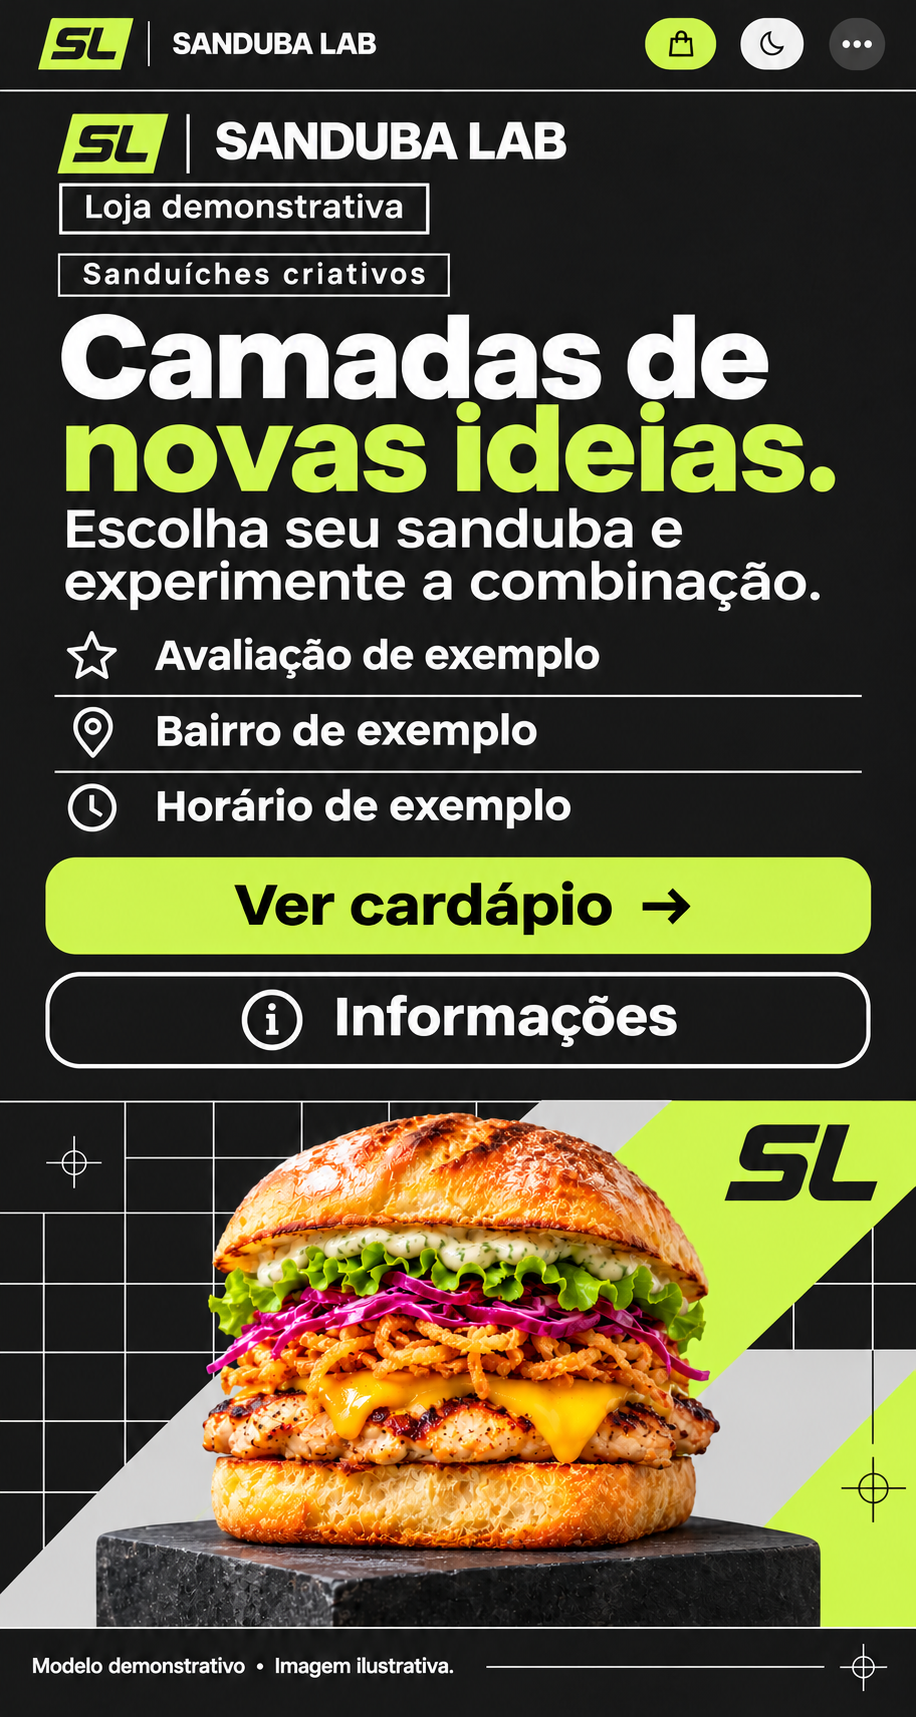 SL SANDUBA LAB
SL SANDUBA LAB
Loja demonstrativa
Sanduíches criativos
Camadas de
novas ideias.
Escolha seu sanduba e
experimente a combinação.
Avaliação de exemplo
Bairro de exemplo
Horário de exemplo
Ver cardápio →
Informações
SL
Modelo demonstrativo • Imagem ilustrativa.